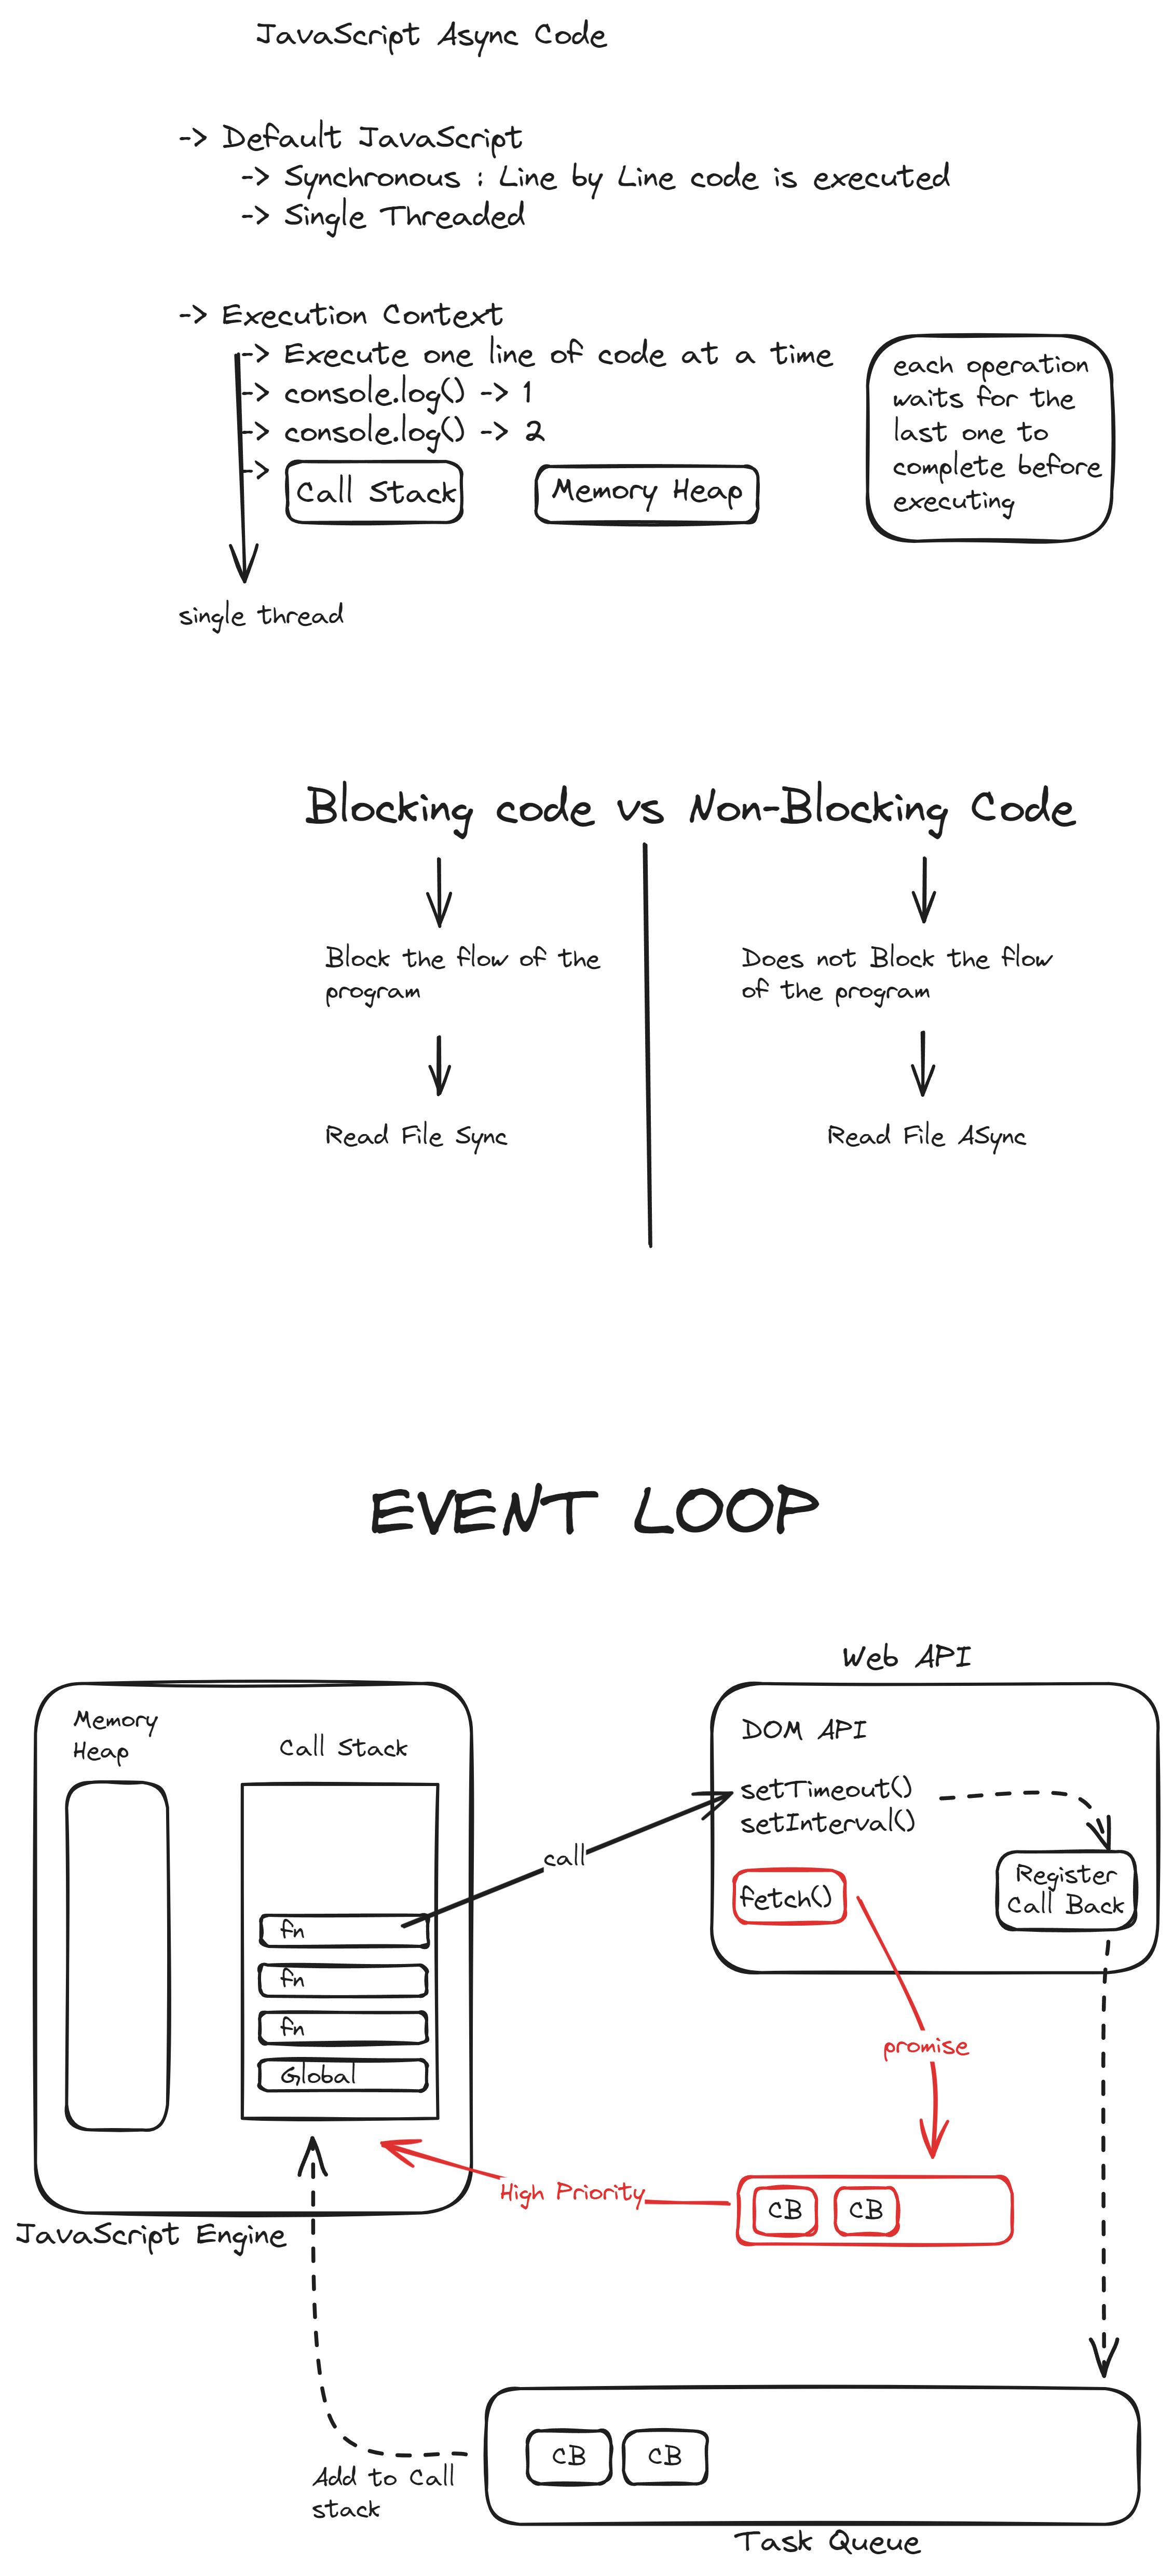 JavaScript Async Code
-> Default JavaScript
-> Synchronous : Line by Line code is executed
-> Single Threaded
-> Execution Context
-> Execute one line of code at a time
-> console.log() -> 1
-> console.log() -> 2
->
Call Stack
Memory Heap
each operation
waits for the
last one to
complete before
executing
single thread
Blocking code vs Non-Blocking Code
Block the flow of the
program
Read File Sync
Does not Block the flow
of the program
Read File ASync
EVENT LOOP
Memory
Heap
Call Stack
fn
fn
fn
Global
JavaScript Engine
call
Web API
DOM API
setTimeout()
setInterval()
fetch()
Register
Call Back
promise
High Priority
CB
CB
Add to Call
stack
CB
CB
Task Queue